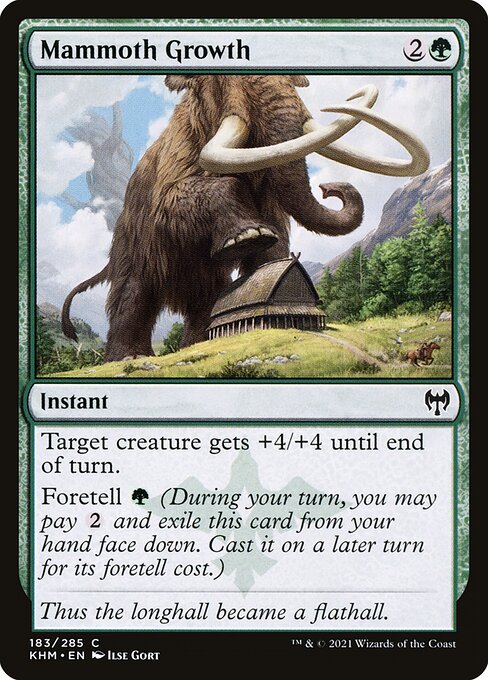 Mammoth Growth 2
Instant
Target creature gets +4/+4 until end
of turn.
Foretell (During your turn, you may
pay 2 and exile this card from your
hand face down. Cast it on a later turn
for its foretell cost.)
Thus the longhall became a flathall.
183/285 C
KHM • EN Ilse Gort
™ & © 2021 Wizards of the Coast